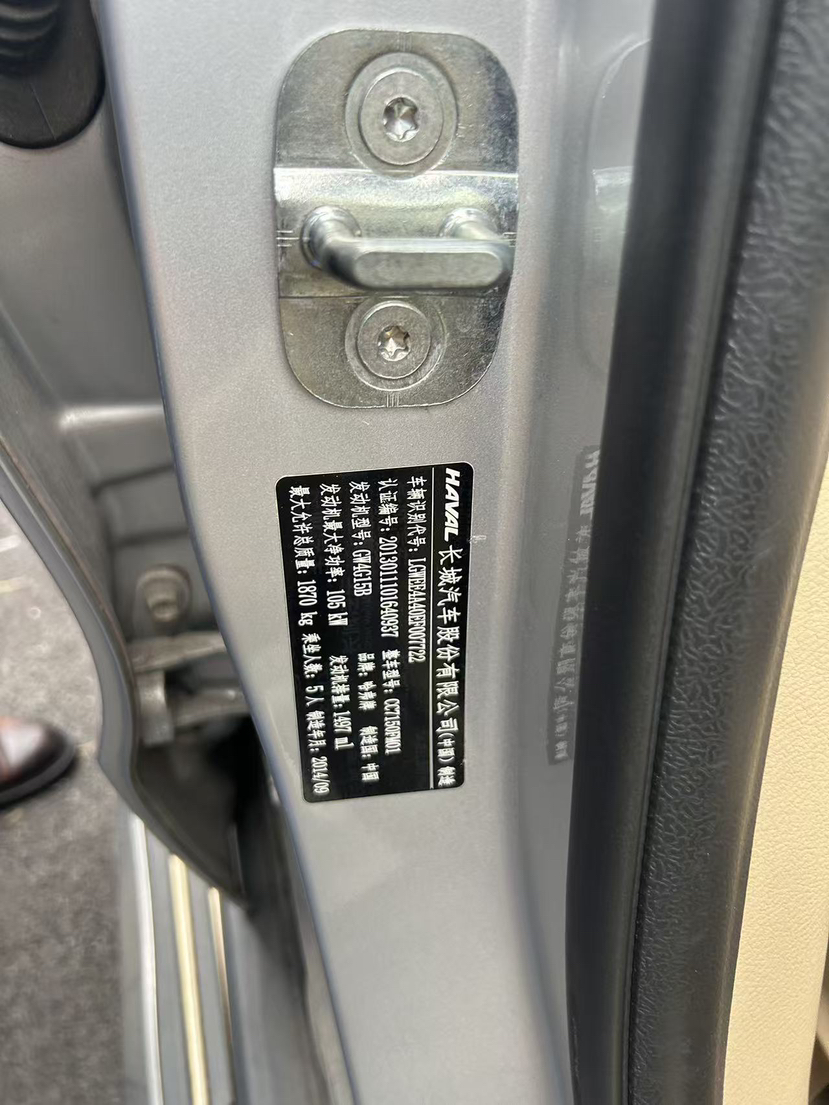 HAVAL 长城汽车股份有限公司(中国) 制造
车辆识别代号: LGWEB4A40EF007722
认证编号: 2013011101640937 整车型号: CC7150FM01
发动机型号: GW4G15B 品牌: 哈弗牌 制造国: 中国
发动机最大净功率: 105 kW 发动机排量: 1497 ml
最大允许总质量: 1870 kg 乘坐人数: 5人 制造年月: 2014/09